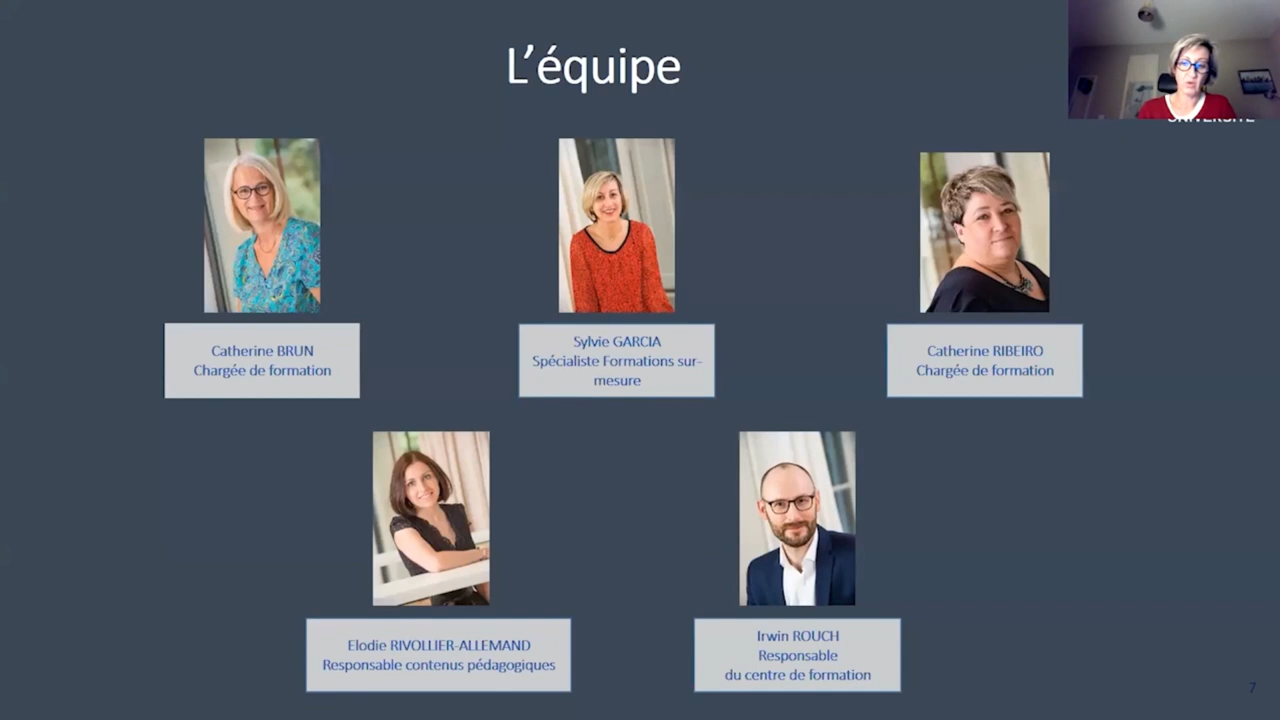 L'équipe
UNIVERSITÉ
Catherine BRUN
Chargée de formation
Sylvie GARCIA
Spécialiste Formations sur-
mesure
Catherine RIBEIRO
Chargée de formation
Elodie RIVOLLIER-ALLEMAND
Responsable contenus pédagogiques
Irwin ROUCH
Responsable
du centre de formation
7